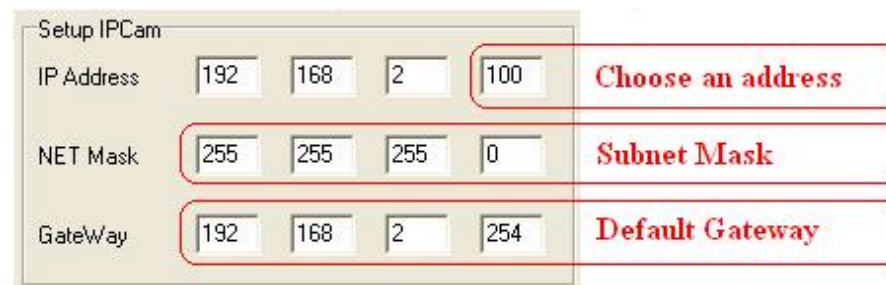 Setup IPCam
IP Address 192 168 2 100 Choose an address
NET Mask 255 255 255 0 Subnet Mask
GateWay 192 168 2 254 Default Gateway